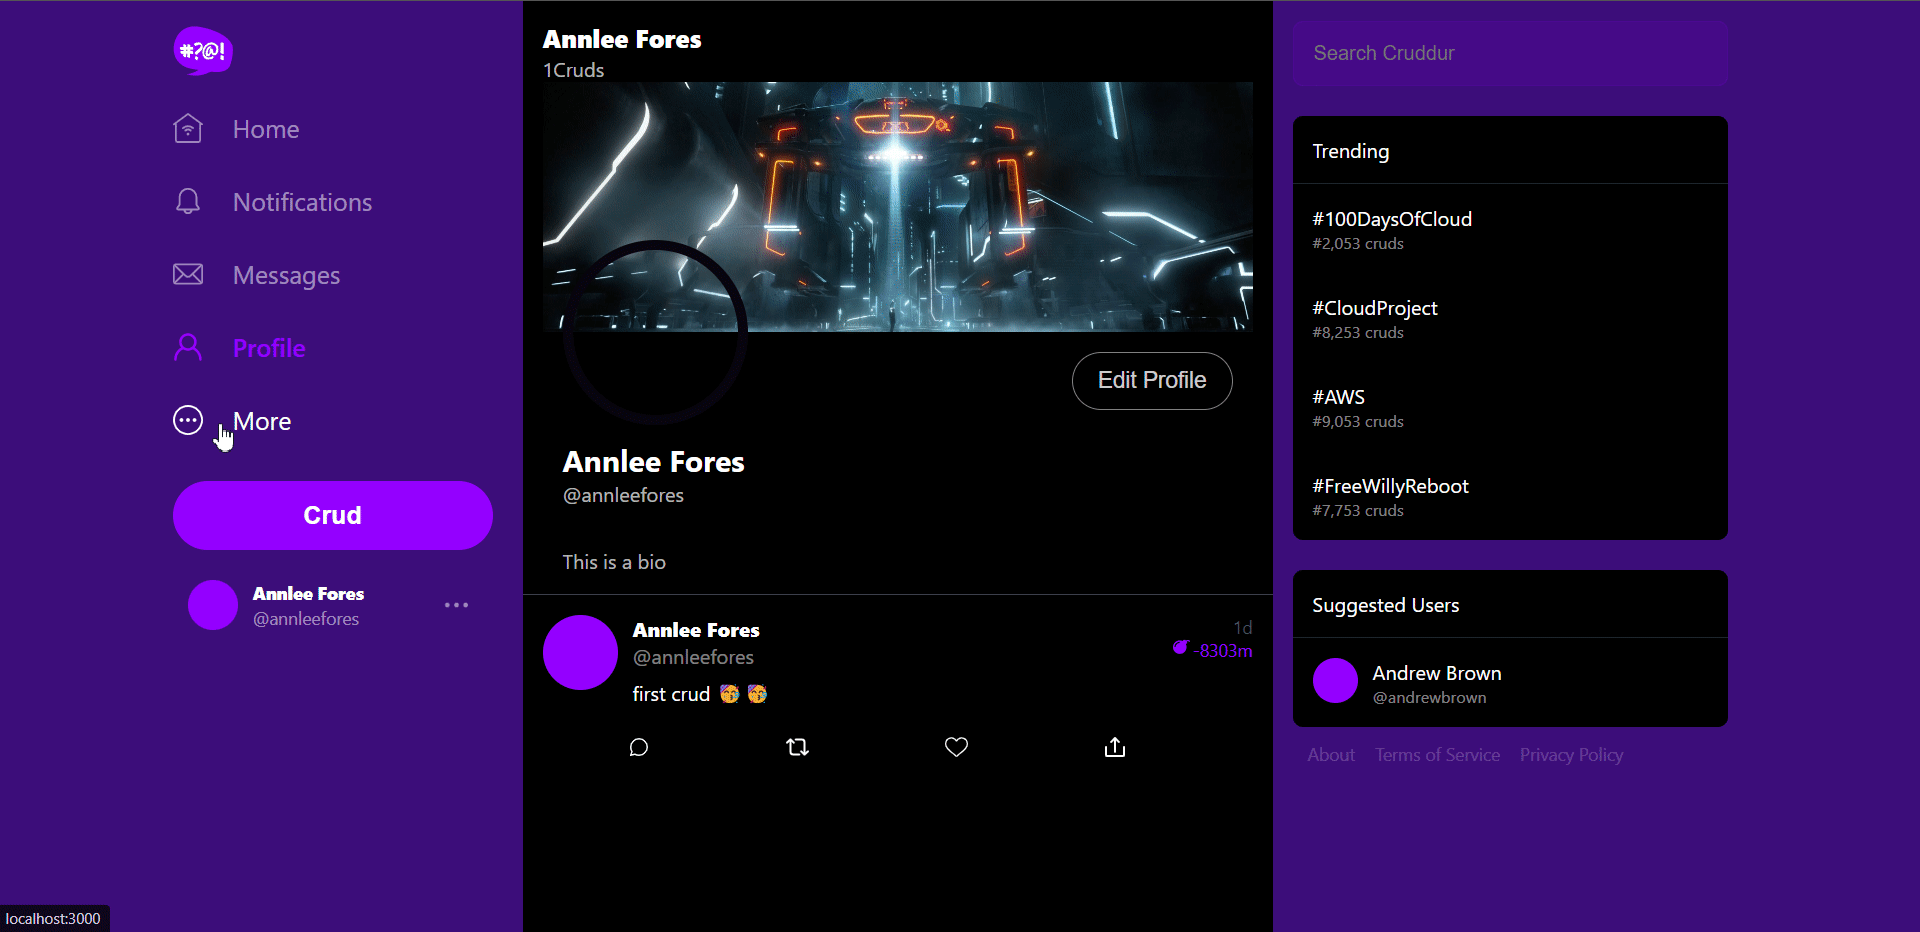 #?@!
Home
Notifications
Messages
Profile
More
Crud
Annlee Fores
@annleefores
Annlee Fores
1Cruds
Edit Profile
Annlee Fores
@annleefores
This is a bio
Annlee Fores
@annleefores
1d
-8303m
first crud 🥳 🥳
Search Cruddur
Trending
#100DaysOfCloud
#2,053 cruds
#CloudProject
#8,253 cruds
#AWS
#9,053 cruds
#FreeWillyReboot
#7,753 cruds
Suggested Users
Andrew Brown
@andrewbrown
About Terms of Service Privacy Policy
localhost:3000